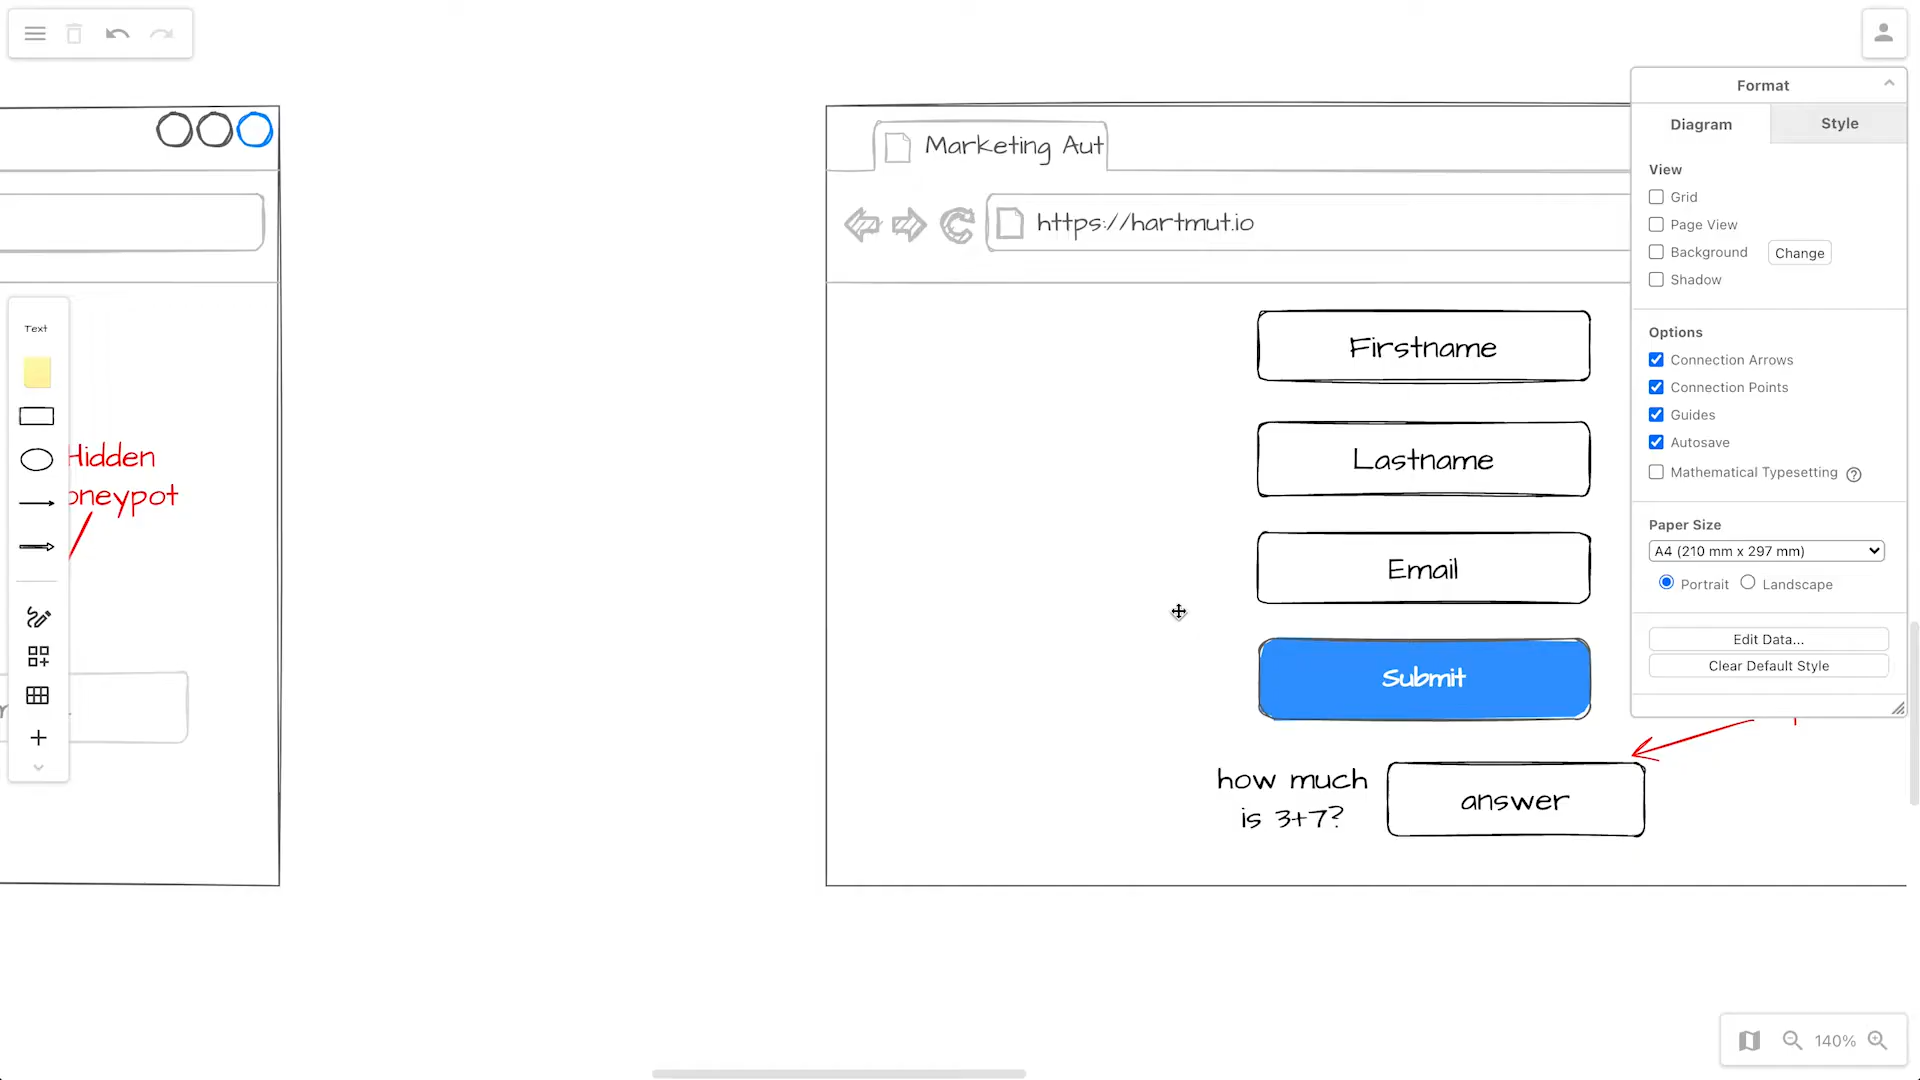 Marketing Aut
https://hartmut.io
Text
Hidden
oneypot
Firstname
Lastname
Email
Submit
how much
is 3+7?
answer
Format
Diagram
Style
View
Grid
Page View
Background
Change
Shadow
Options
Connection Arrows
Connection Points
Guides
Autosave
Mathematical Typesetting
Paper Size
A4 (210 mm x 297 mm)
Portrait
Landscape
Edit Data...
Clear Default Style
140%